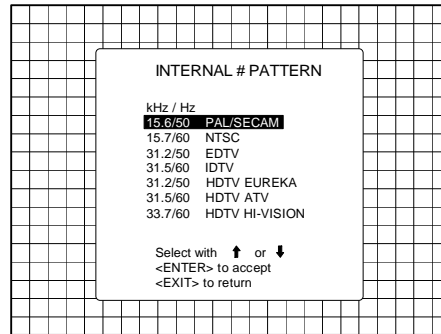 INTERNAL # PATTERN
kHz / Hz
15.6/50 PAL/SECAM
15.7/60 NTSC
31.2/50 EDTV
31.5/60 IDTV
31.2/50 HDTV EUREKA
31.5/60 HDTV ATV
33.7/60 HDTV HI-VISION
Select with ⬆ or ⬇
<ENTER> to accept
<EXIT> to return